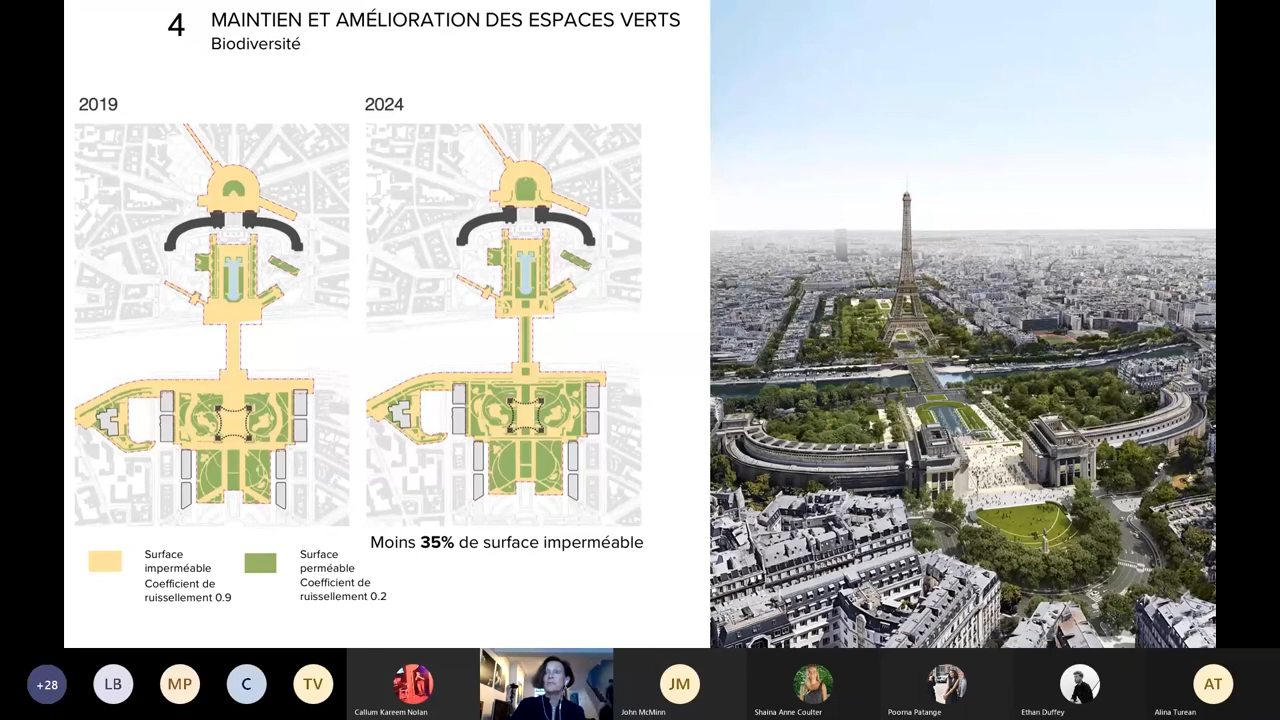 4
MAINTIEN ET AMÉLIORATION DES ESPACES VERTS
Biodiversité
2019
2024
Moins 35% de surface imperméable
Surface
imperméable
Coefficient de
ruissellement 0.9
Surface
perméable
Coefficient de
ruissellement 0.2
+28
LB
MP
C
TV
Callum Kareem Nolan
JM
John McMinn
Shaina Anne Coulter
Poorna Patange
Ethan Duffey
AT
Alina Turean